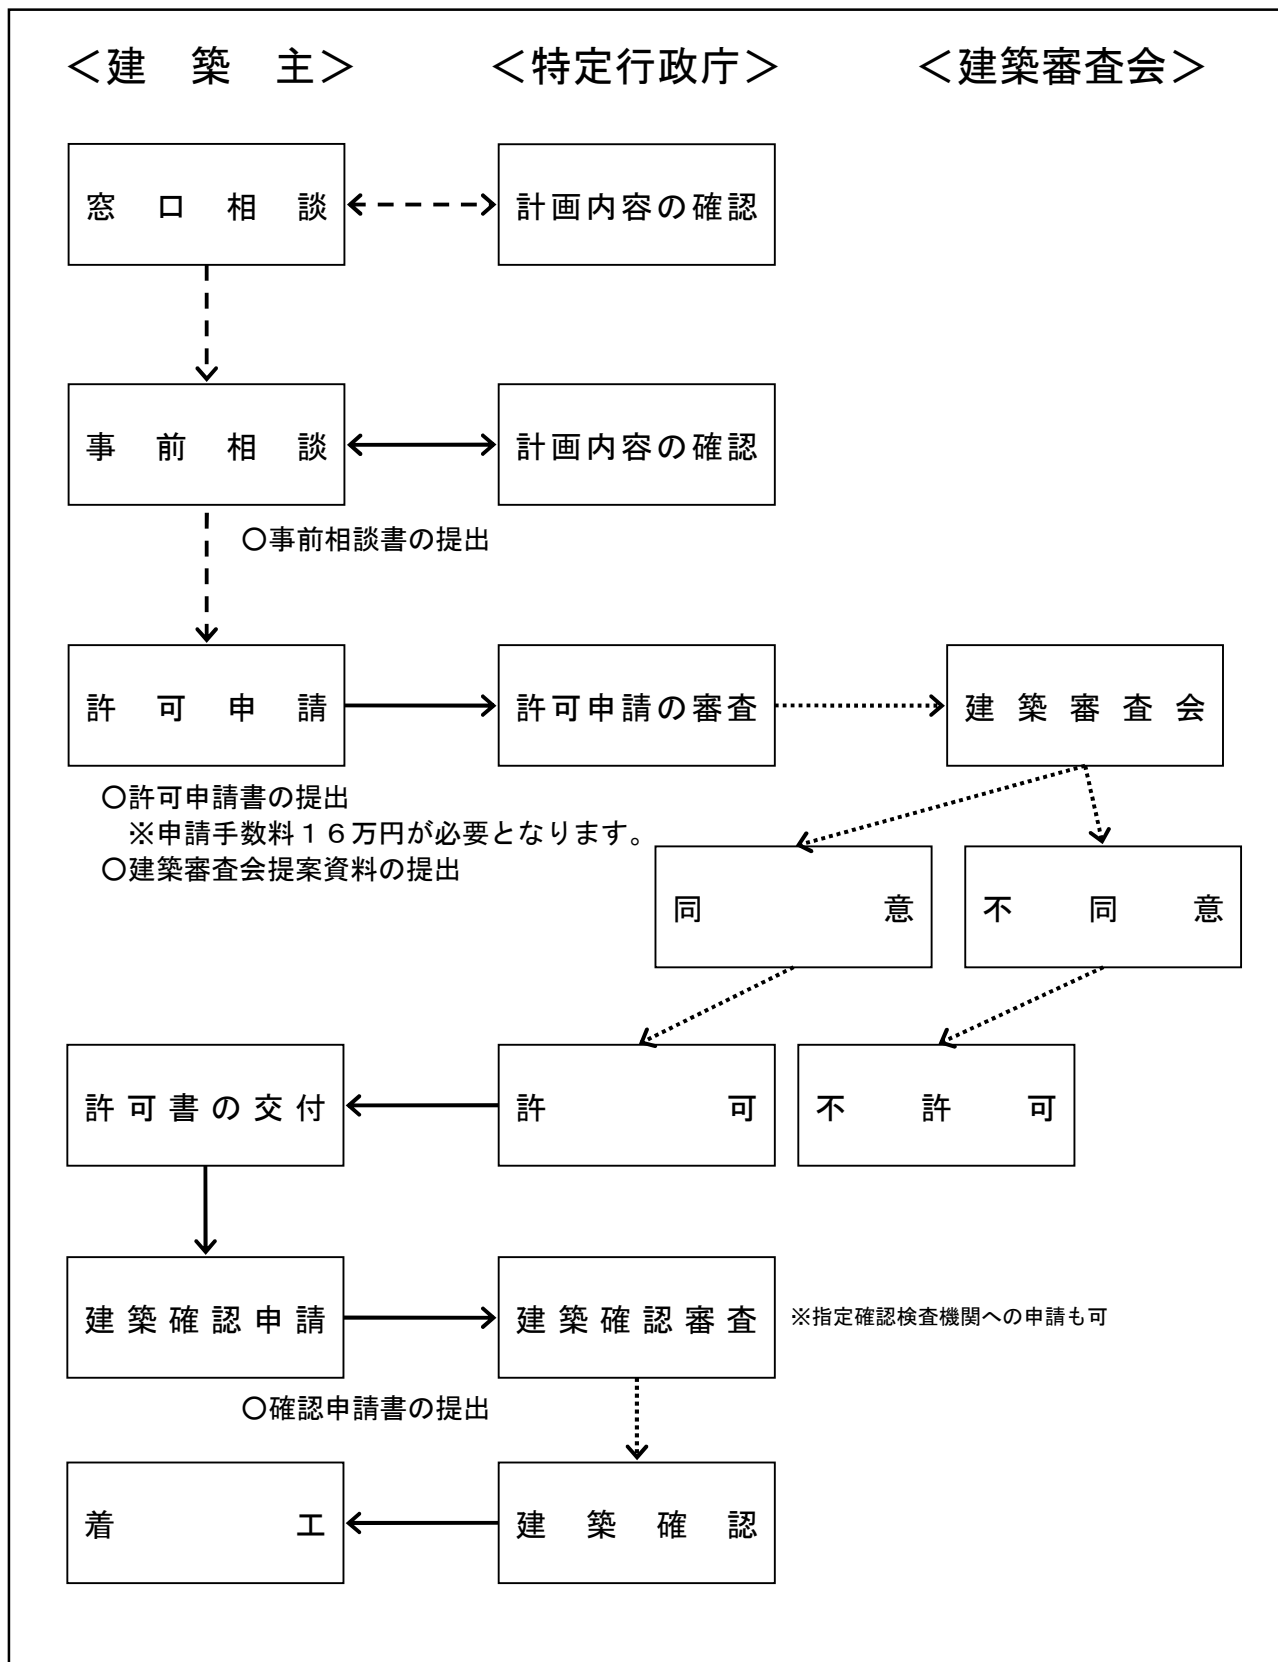 ＜建　築　主＞　＜特定行政庁＞　＜建築審査会＞
窓口相談　計画内容の確認
事前相談　計画内容の確認
〇事前相談書の提出
許可申請　許可申請の審査　建築審査会
〇許可申請書の提出
※申請手数料１６万円が必要となります。
〇建築審査会提案資料の提出
同意　不同意
許可書の交付　許可　不許可
建築確認申請　建築確認審査　※指定確認検査機関への申請も可
〇確認申請書の提出
着工　建築確認